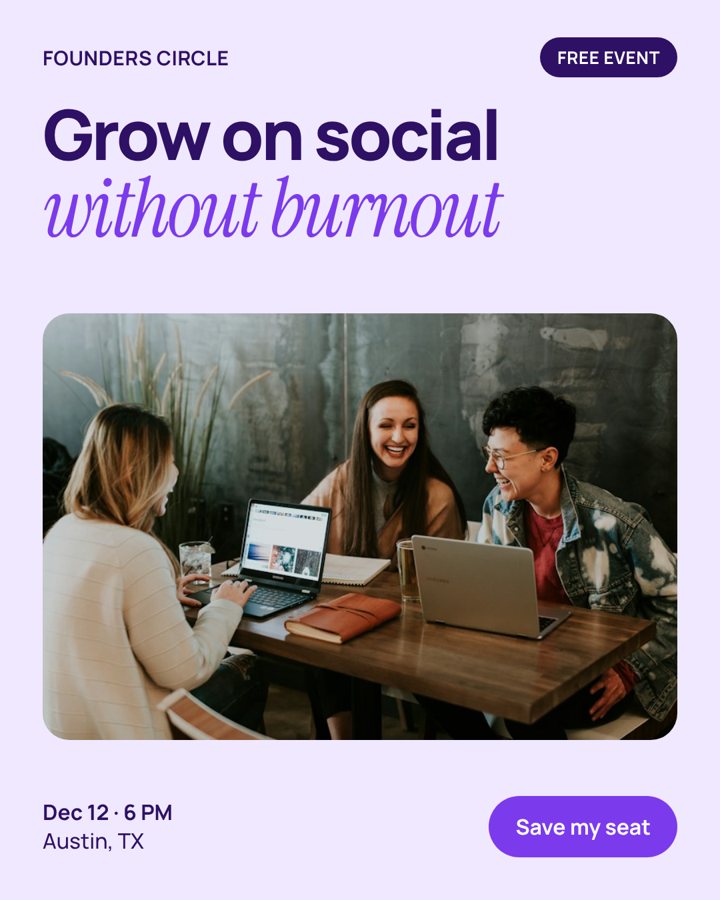 FOUNDERS CIRCLE
FREE EVENT
Grow on social
without burnout
Dec 12 · 6 PM
Austin, TX
Save my seat